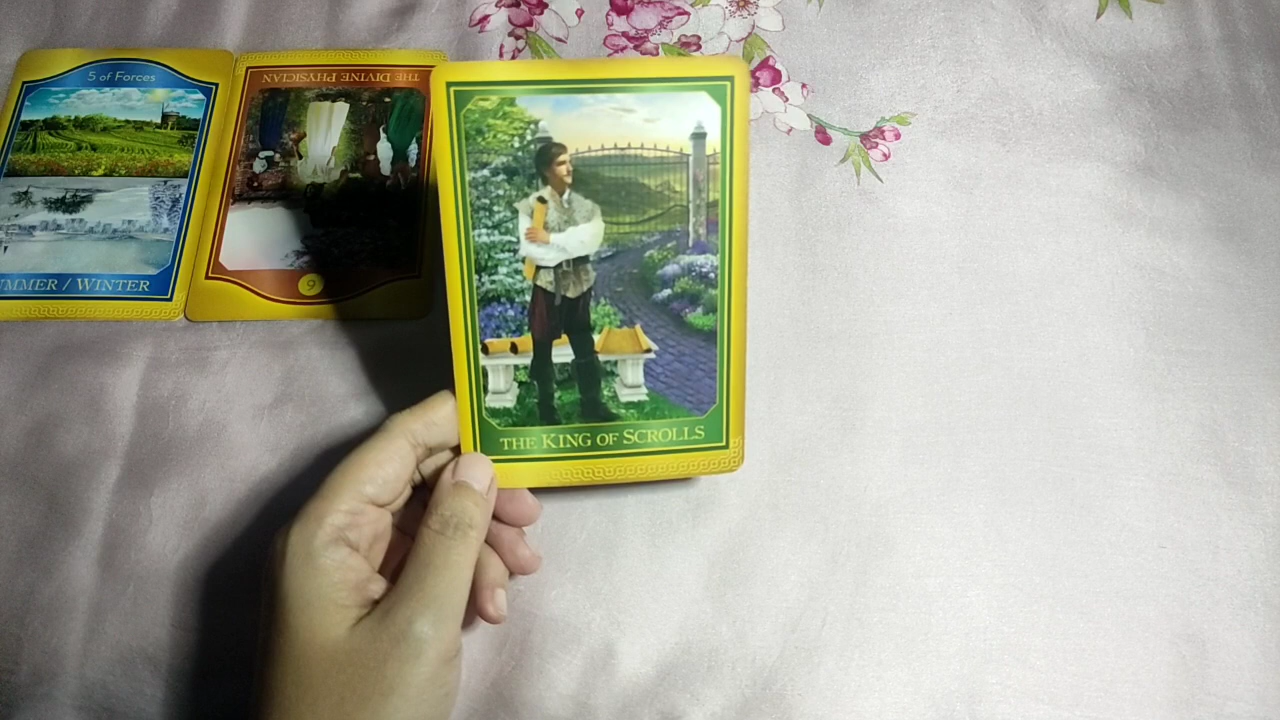 5 of Forces
UMMER / WINTER
THE DIVINE PHYSICIAN
9
THE KING OF SCROLLS